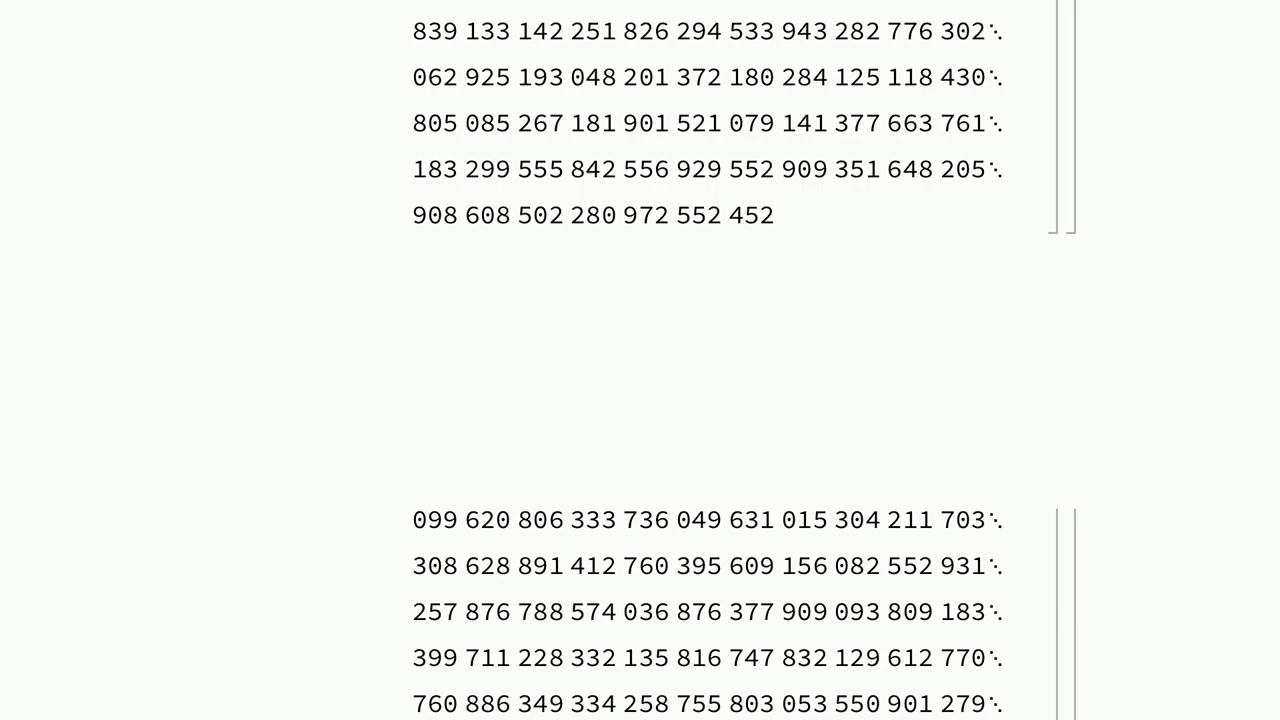 839 133 142 251 826 294 533 943 282 776 302⋱
062 925 193 048 201 372 180 284 125 118 430⋱
805 085 267 181 901 521 079 141 377 663 761⋱
183 299 555 842 556 929 552 909 351 648 205⋱
908 608 502 280 972 552 452
099 620 806 333 736 049 631 015 304 211 703⋱
308 628 891 412 760 395 609 156 082 552 931⋱
257 876 788 574 036 876 377 909 093 809 183⋱
399 711 228 332 135 816 747 832 129 612 770⋱
760 886 349 334 258 755 803 053 550 901 279⋱